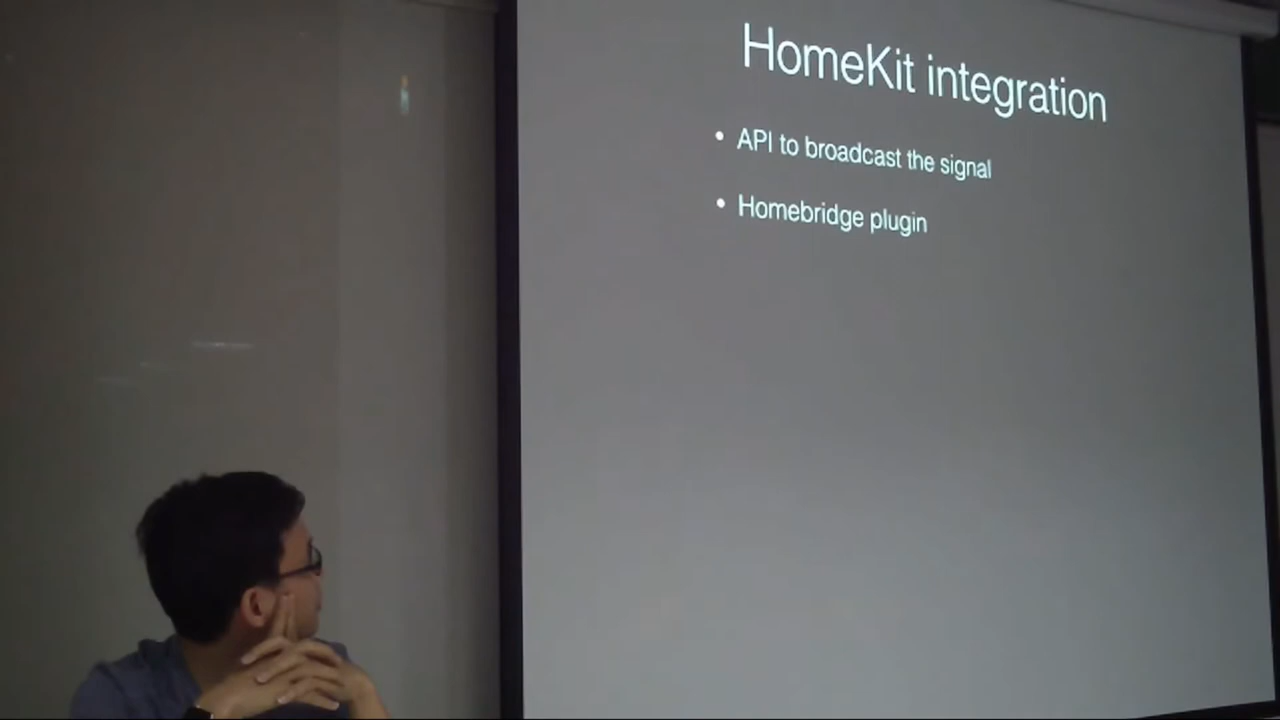 HomeKit integration
• API to broadcast the signal
• Homebridge plugin